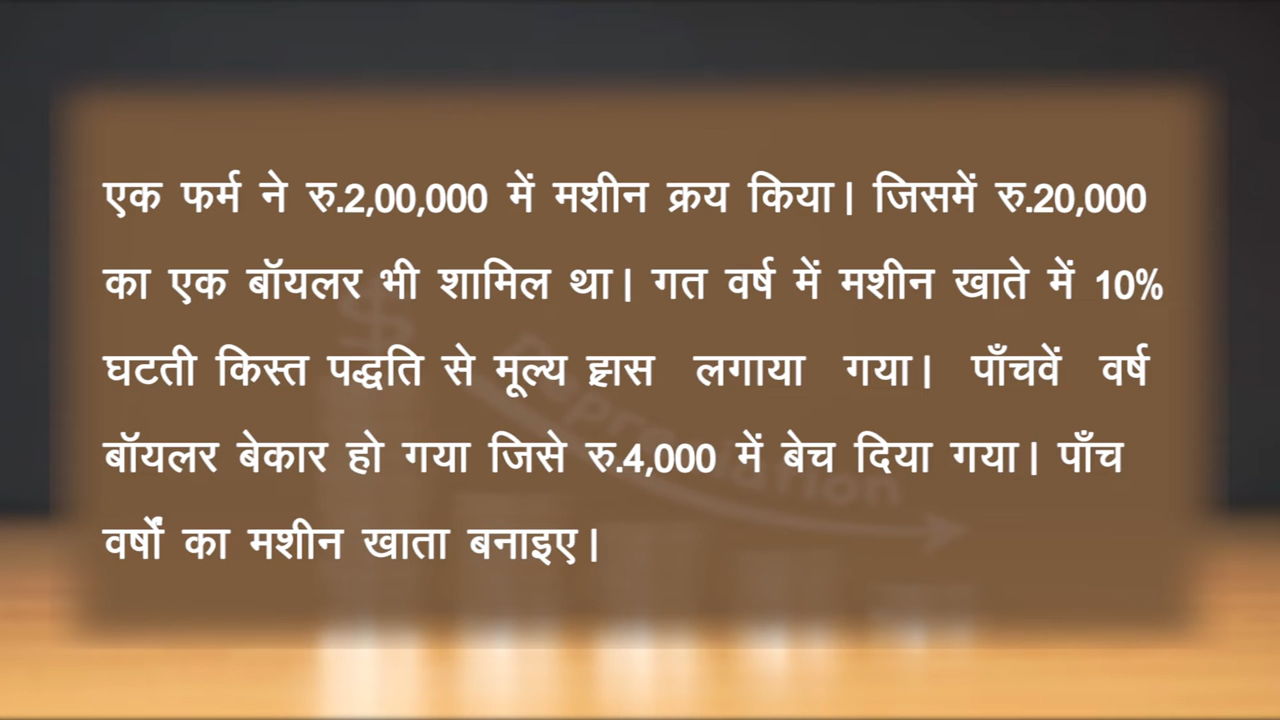 एक फर्म ने रु.2,00,000 में मशीन क्रय किया। जिसमें रु.20,000
का एक बॉयलर भी शामिल था। गत वर्ष में मशीन खाते में 10%
घटती किस्त पद्धति से मूल्य ह्रास लगाया गया। पाँचवें वर्ष
बॉयलर बेकार हो गया जिसे रु.4,000 में बेच दिया गया। पाँच
वर्षों का मशीन खाता बनाइए।
Depreciation